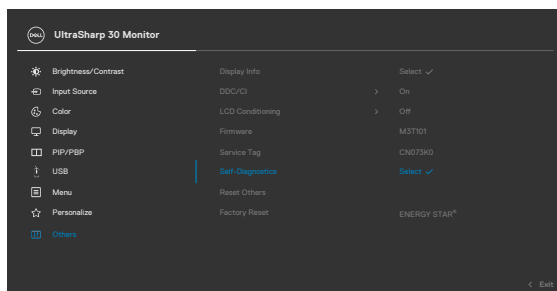 DELL UltraSharp 30 Monitor
Brightness/Contrast Display Info Select ✓
Input Source DDC/CI > On
Color LCD Conditioning > Off
Display Firmware M3T101
PIP/PBP Service Tag CN073K0
USB Self-Diagnostics Select ✓
Menu Reset Others
Personalize Factory Reset ENERGY STAR®
Others
< Exit